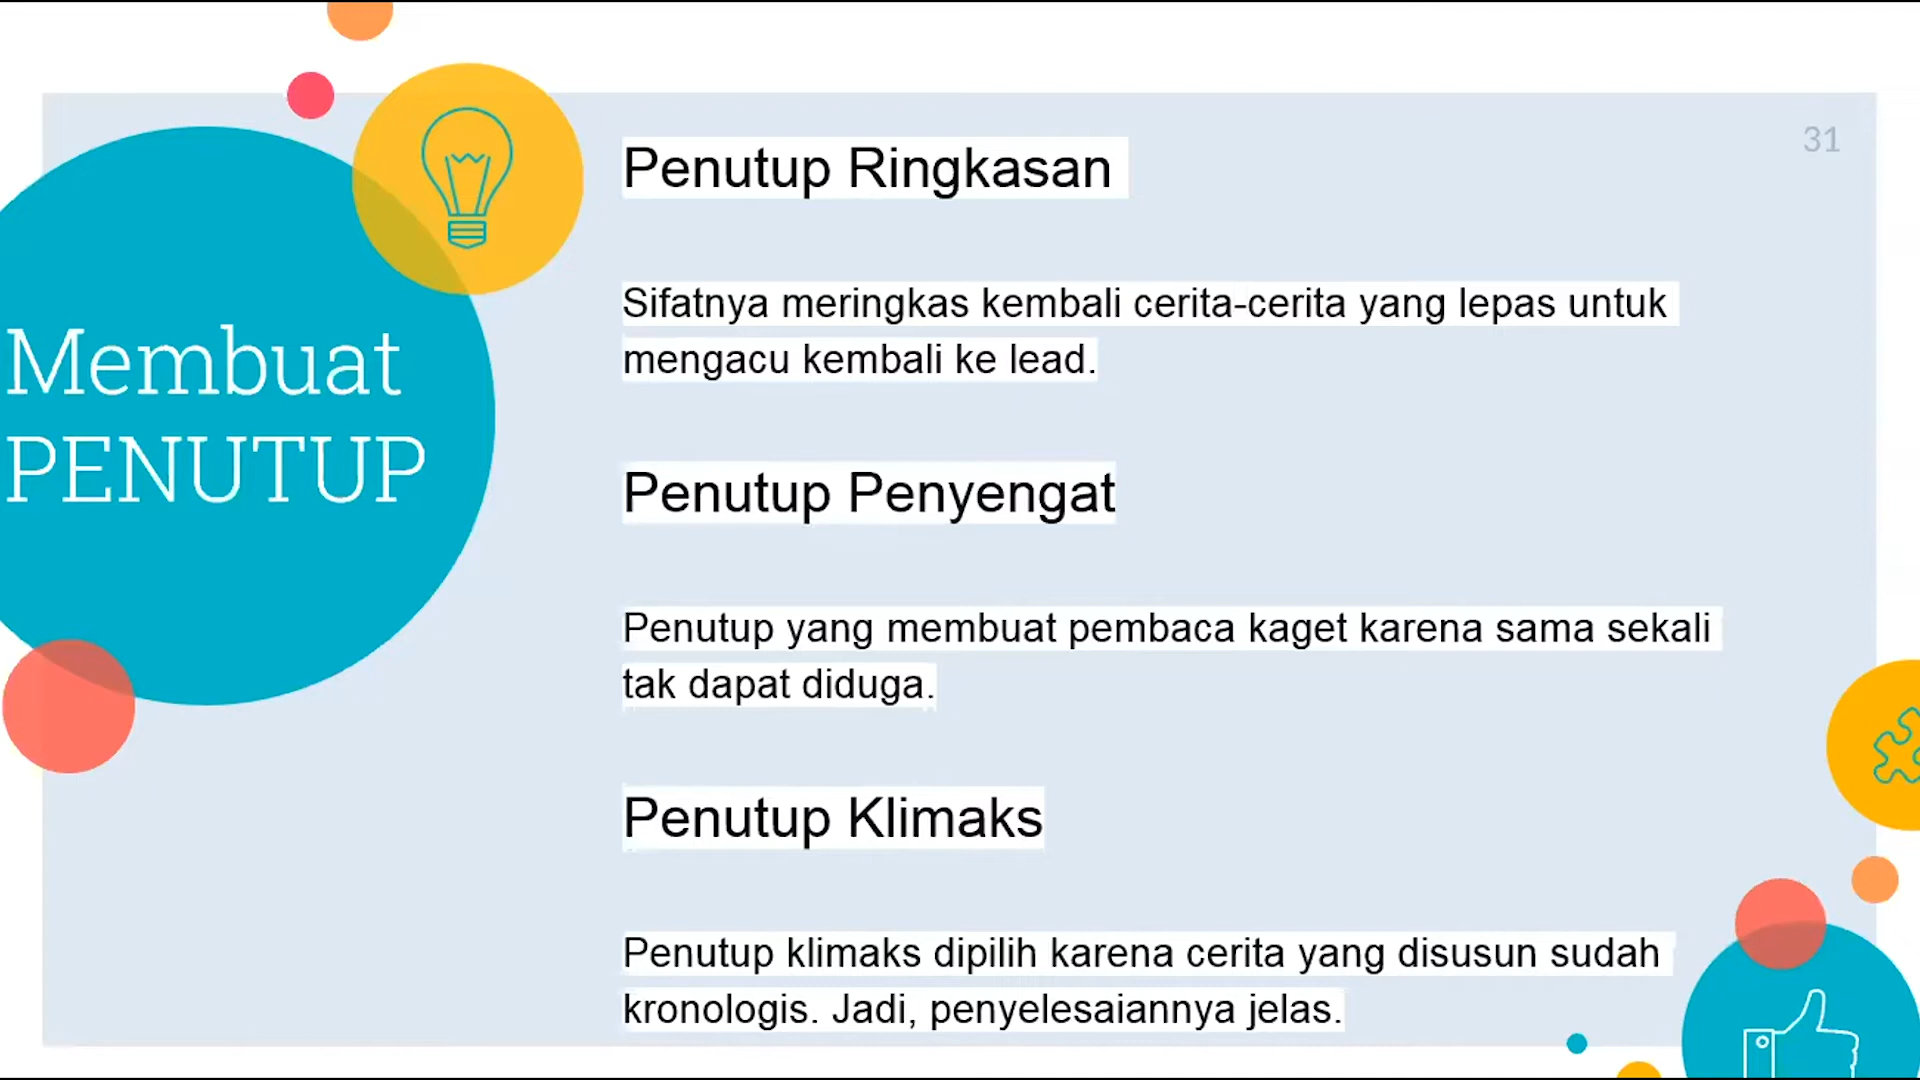 31
Membuat
PENUTUP
Penutup Ringkasan
Sifatnya meringkas kembali cerita-cerita yang lepas untuk
mengacu kembali ke lead.
Penutup Penyengat
Penutup yang membuat pembaca kaget karena sama sekali
tak dapat diduga.
Penutup Klimaks
Penutup klimaks dipilih karena cerita yang disusun sudah
kronologis. Jadi, penyelesaiannya jelas.